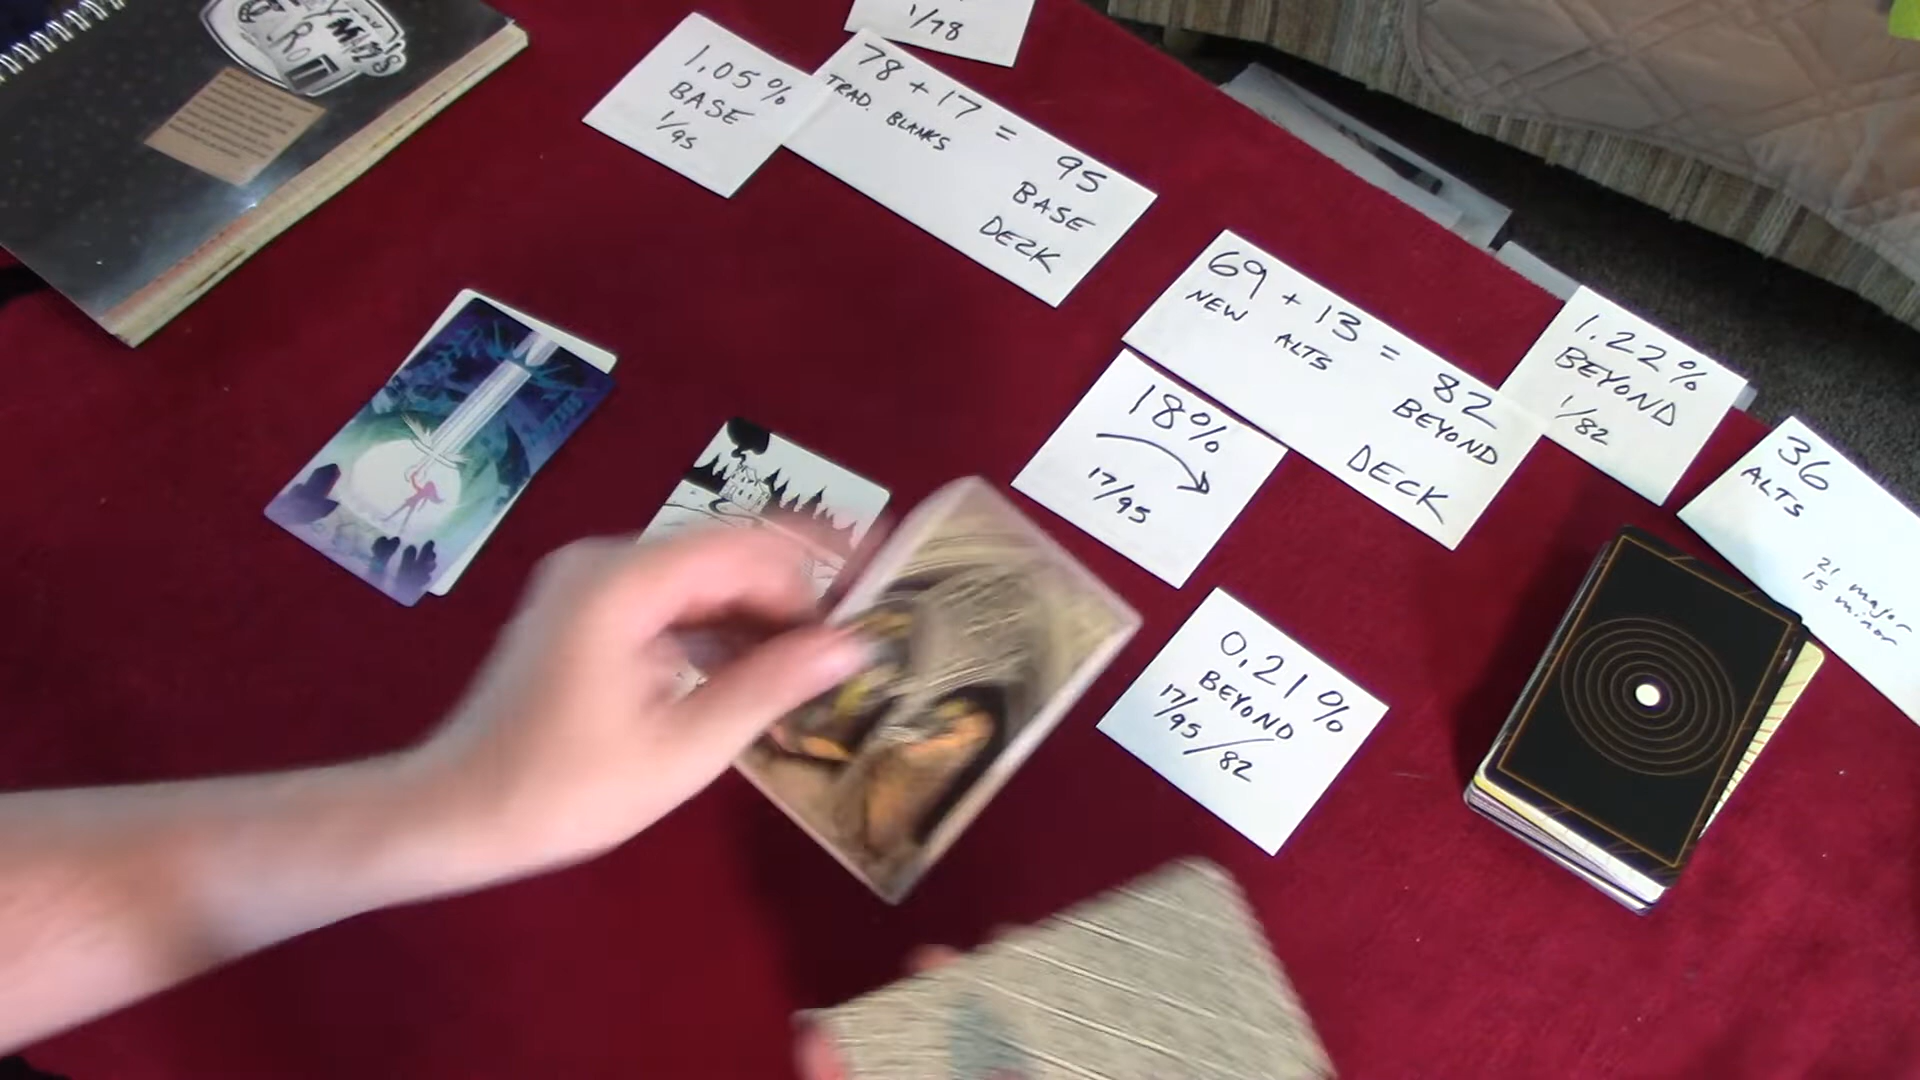 1/78
1.05%
BASE
1/95
78 + 17 =
TRAD. BLANKS
95
BASE
DECK
69 + 13 =
NEW ALTS
82
BEYOND
DECK
1.22%
BEYOND
1/82
36
ALTS
21 major
15 minor
18%
17/95
0.21%
BEYOND
17/95/82